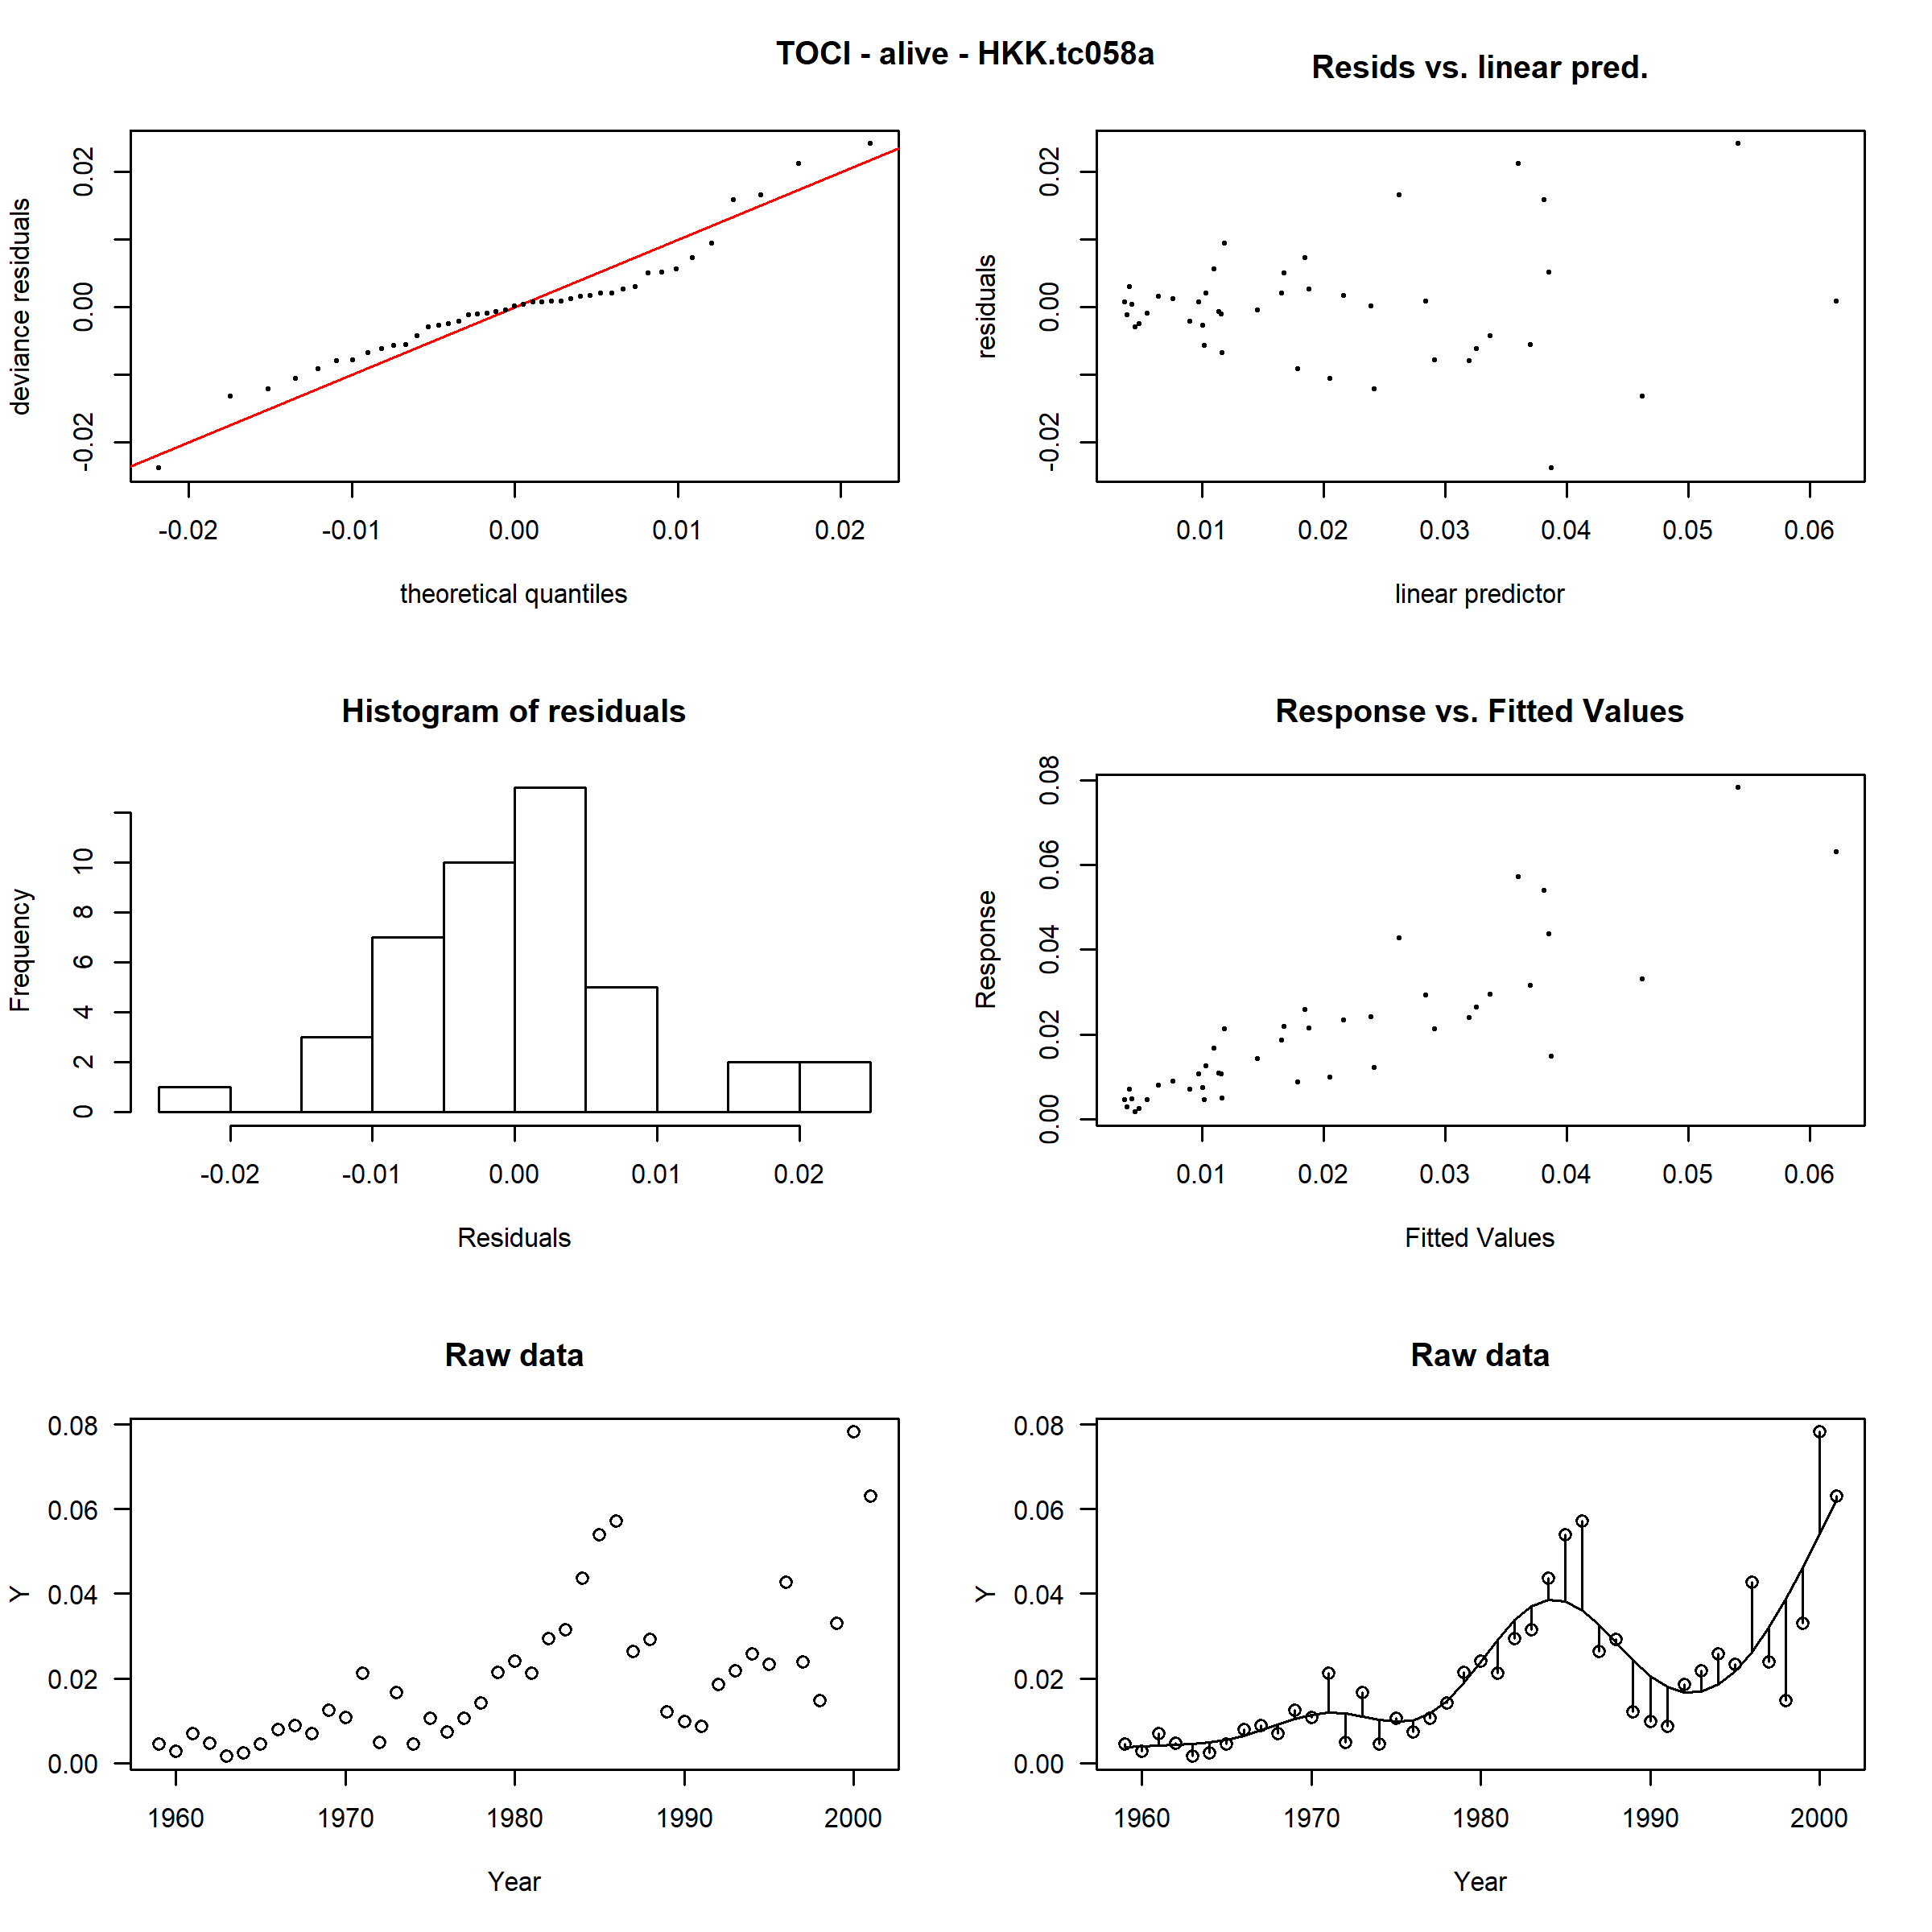 TOCI - alive - HKK.tc058a
Resids vs. linear pred.
deviance residuals
0.02
0.00
-0.02
-0.02 -0.01 0.00 0.01 0.02
theoretical quantiles
residuals
0.02
0.00
-0.02
0.01 0.02 0.03 0.04 0.05 0.06
linear predictor
Histogram of residuals
Frequency
10
8
6
4
2
0
-0.02 -0.01 0.00 0.01 0.02
Residuals
Response vs. Fitted Values
Response
0.08
0.06
0.04
0.02
0.00
0.01 0.02 0.03 0.04 0.05 0.06
Fitted Values
Raw data
Y
0.08
0.06
0.04
0.02
0.00
1960 1970 1980 1990 2000
Year
Raw data
Y
0.08
0.06
0.04
0.02
0.00
1960 1970 1980 1990 2000
Year